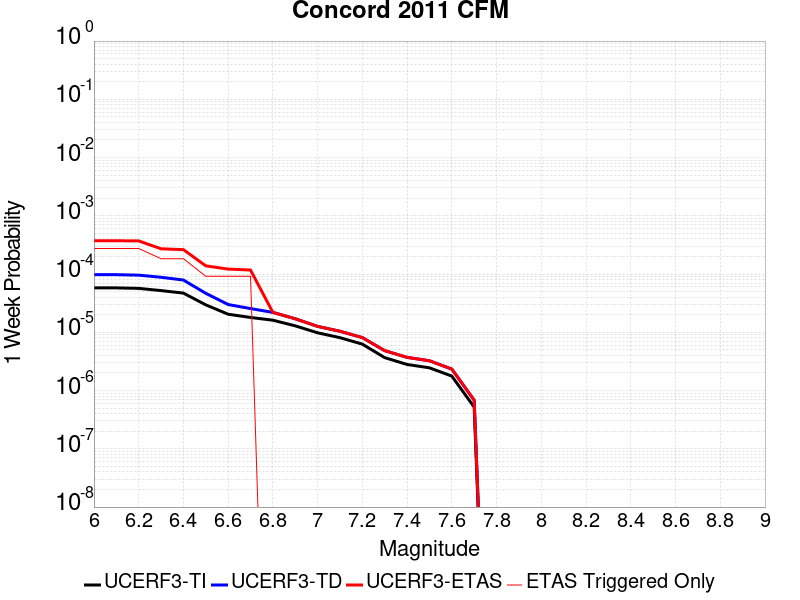 Concord 2011 CFM
1 Week Probability
10^0
10^-1
10^-2
10^-3
10^-4
10^-5
10^-6
10^-7
10^-8
6 6.2 6.4 6.6 6.8 7 7.2 7.4 7.6 7.8 8 8.2 8.4 8.6 8.8 9
Magnitude
UCERF3-TI UCERF3-TD UCERF3-ETAS ETAS Triggered Only